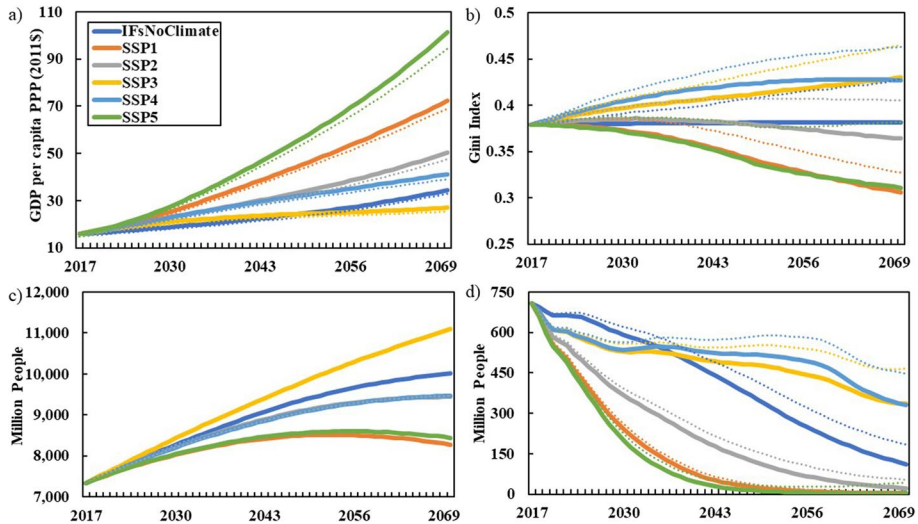 a)
GDP per capita PPP (2011$)
110
90
70
50
30
10
IFsNoClimate
SSP1
SSP2
SSP3
SSP4
SSP5
2017 2030 2043 2056 2069
b)
Gini Index
0.5
0.45
0.4
0.35
0.3
0.25
2017 2030 2043 2056 2069
c)
Million People
12,000
11,000
10,000
9,000
8,000
7,000
2017 2030 2043 2056 2069
d)
Million People
750
600
450
300
150
0
2017 2030 2043 2056 2069